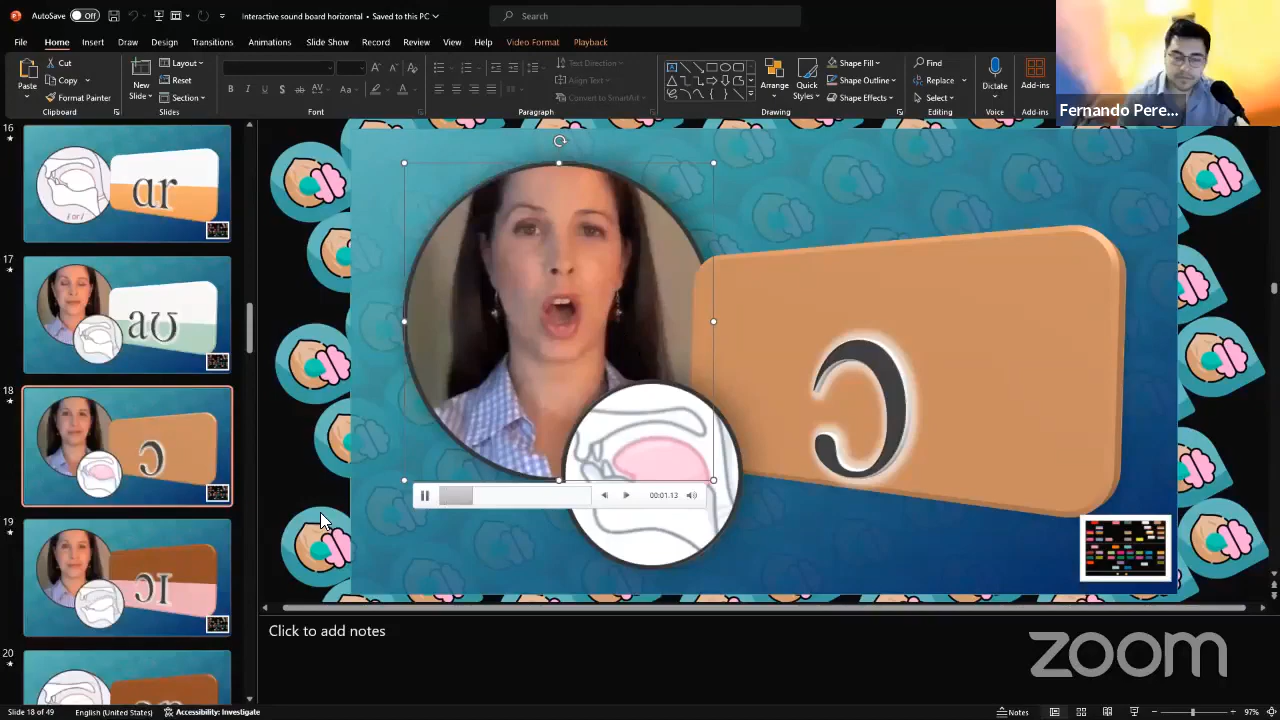 AutoSave Off Interactive sound board horizontal • Saved to this PC Search
File Home Insert Draw Design Transitions Animations Slide Show Record Review View Help Video Format Playback
Paste Cut Copy Format Painter Clipboard
New Slide Layout Reset Section Slides
B I U S ab Aa A Font
Text Direction Align Text Convert to SmartArt Paragraph
Arrange Quick Styles Shape Fill Shape Outline Shape Effects Drawing
Find Replace Select Editing
Dictate Voice
Add-ins Add-ins
Fernando Pere...
16
ɑr
17
aʊ
18
ɔ
19
ɔɪ
20
ɔ
00:01.13
Click to add notes
zoom
Slide 18 of 49 English (United States) Accessibility: Investigate Notes 97%